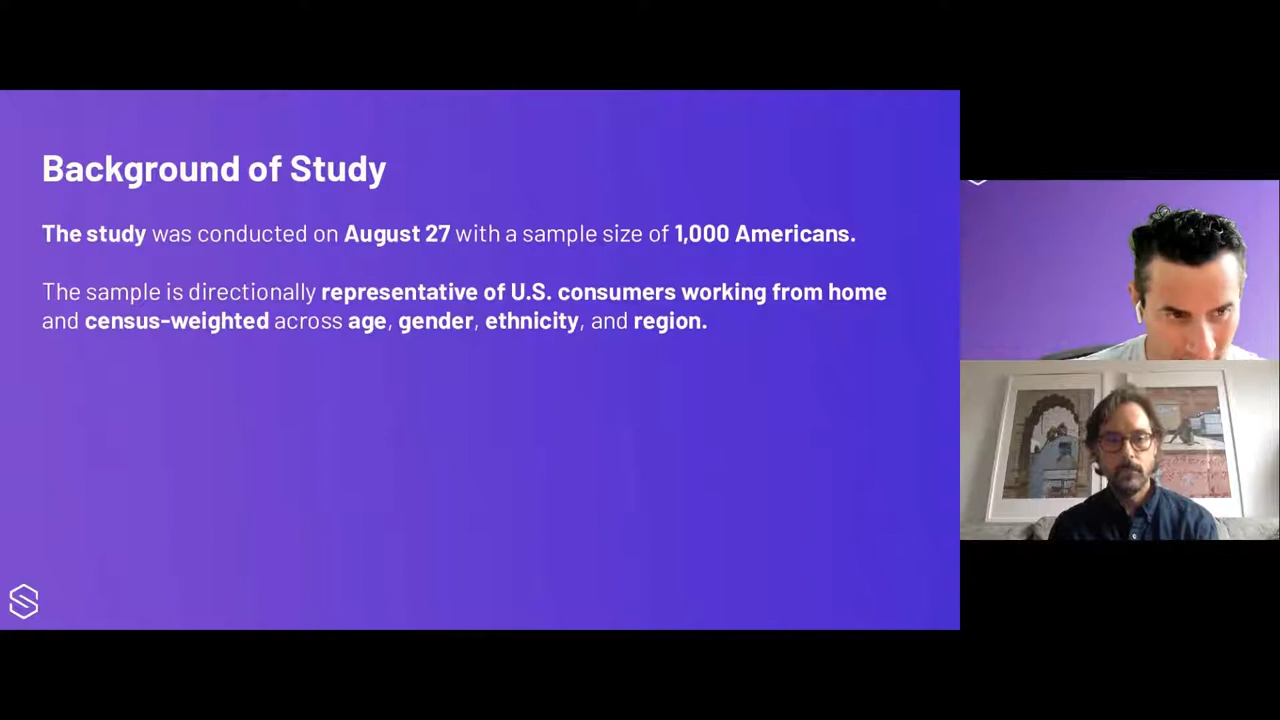 Background of Study
The study was conducted on August 27 with a sample size of 1,000 Americans.
The sample is directionally representative of U.S. consumers working from home
and census-weighted across age, gender, ethnicity, and region.